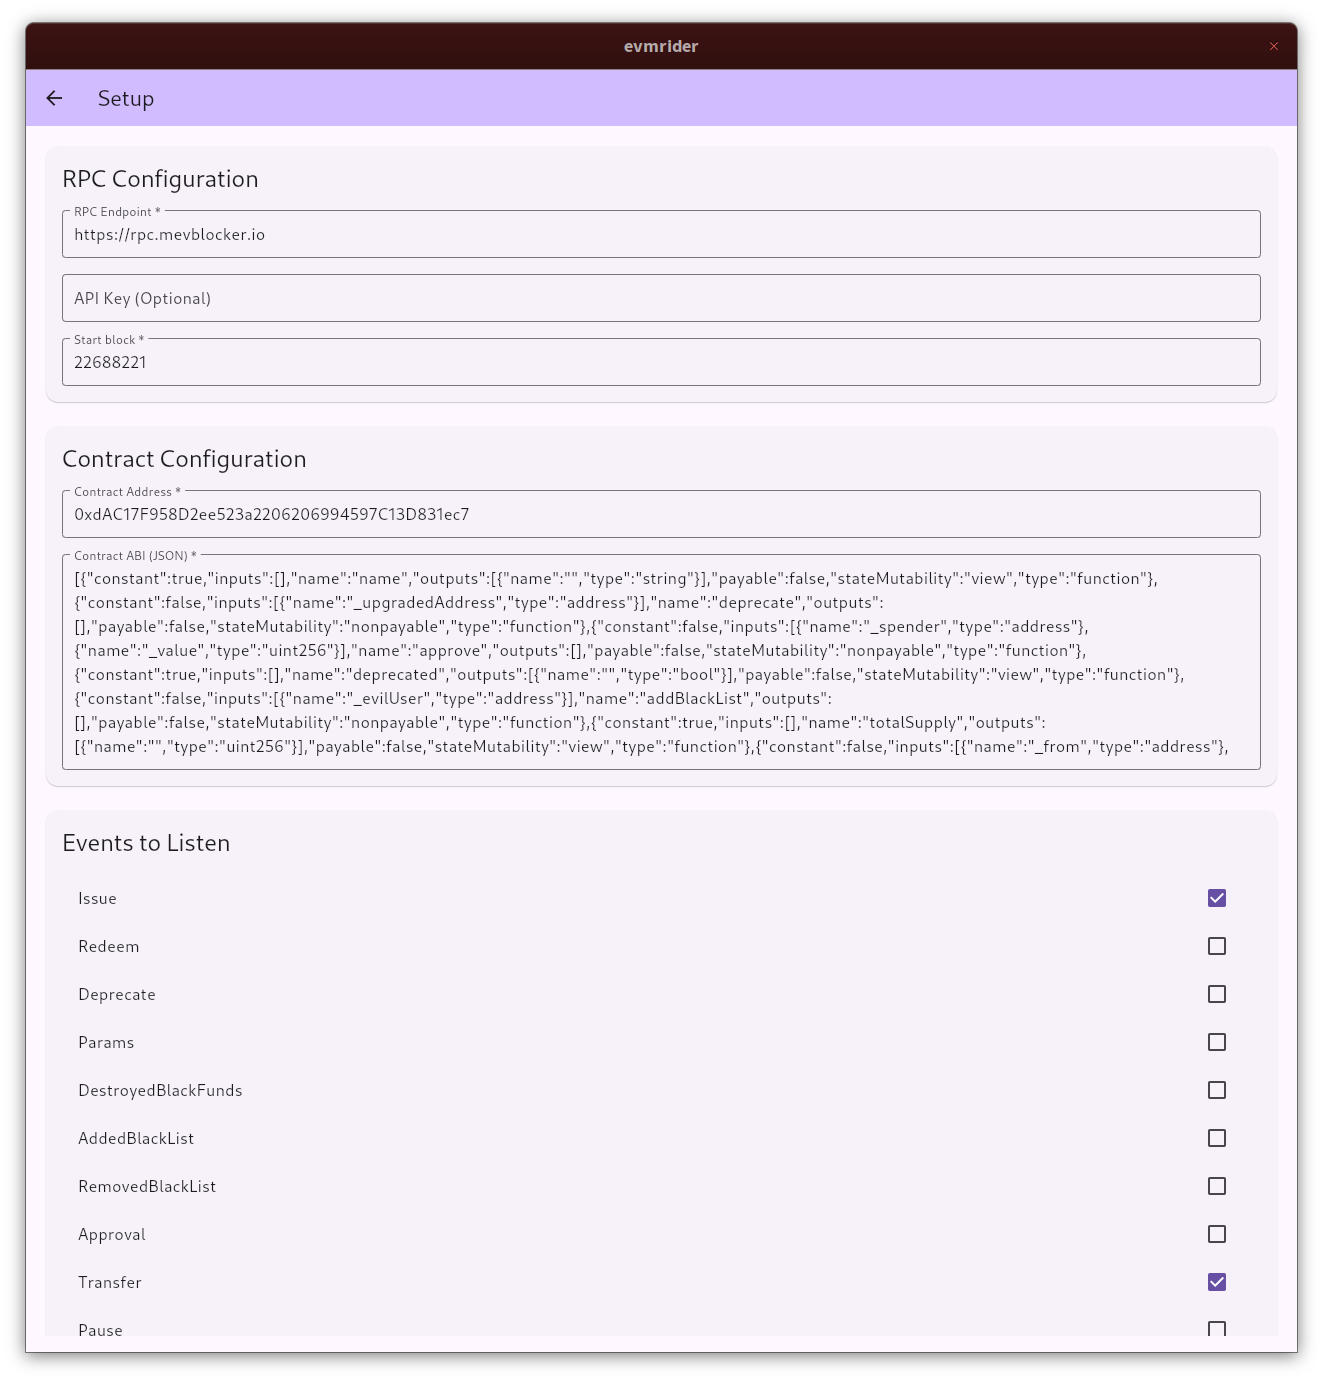 evmrider
Setup
RPC Configuration
RPC Endpoint *
https://rpc.mevblocker.io
API Key (Optional)
Start block *
22688221
Contract Configuration
Contract Address *
0xdAC17F958D2ee523a2206206994597C13D831ec7
Contract ABI (JSON) *
[{"constant":true,"inputs":[],"name":"name","outputs":[{"name":"","type":"string"}],"payable":false,"stateMutability":"view","type":"function"},
{"constant":false,"inputs":[{"name":"_upgradedAddress","type":"address"}],"name":"deprecate","outputs":
[],"payable":false,"stateMutability":"nonpayable","type":"function"},{"constant":false,"inputs":[{"name":"_spender","type":"address"},
{"name":"_value","type":"uint256"}],"name":"approve","outputs":[],"payable":false,"stateMutability":"nonpayable","type":"function"},
{"constant":true,"inputs":[],"name":"deprecated","outputs":[{"name":"","type":"bool"}],"payable":false,"stateMutability":"view","type":"function"},
{"constant":false,"inputs":[{"name":"_evilUser","type":"address"}],"name":"addBlackList","outputs":
[],"payable":false,"stateMutability":"nonpayable","type":"function"},{"constant":true,"inputs":[],"name":"totalSupply","outputs":
[{"name":"","type":"uint256"}],"payable":false,"stateMutability":"view","type":"function"},{"constant":false,"inputs":[{"name":"_from","type":"address"},
Events to Listen
Issue
Redeem
Deprecate
Params
DestroyedBlackFunds
AddedBlackList
RemovedBlackList
Approval
Transfer
Pause